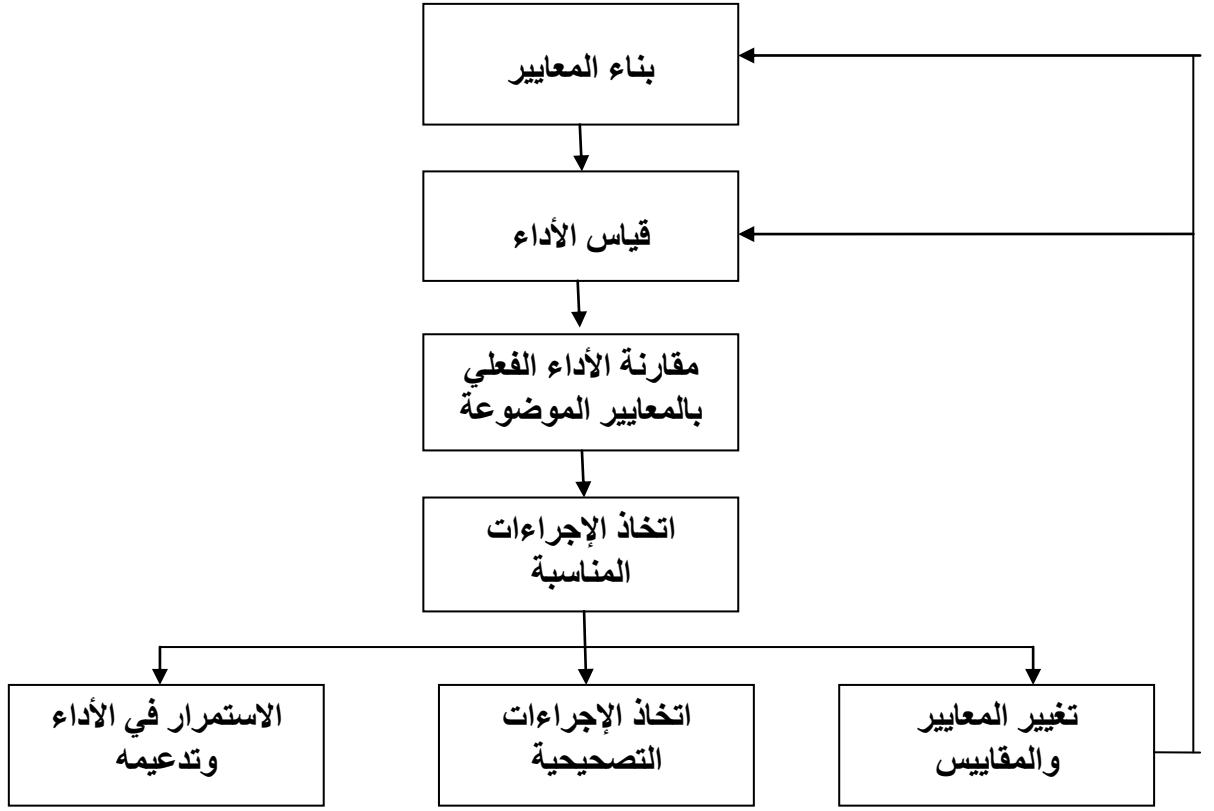 بناء المعايير
قياس الأداء
مقارنة الأداء الفعلي
بالمعايير الموضوعة
اتخاذ الإجراءات
المناسبة
تغيير المعايير
والمقاييس
اتخاذ الإجراءات
التصحيحية
الاستمرار في الأداء
وتدعيمه